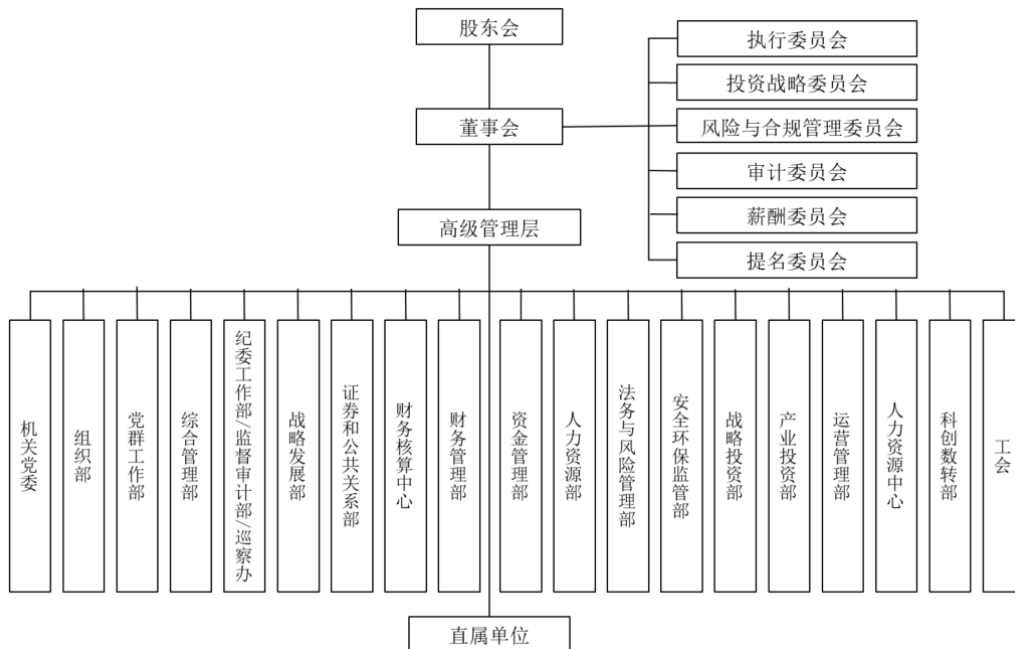 股东会
执行委员会
投资战略委员会
董事会
风险与合规管理委员会
审计委员会
薪酬委员会
高级管理层
提名委员会
机关党委
组织部
党群工作部
综合管理部
纪委工作部/监督审计部/巡察办
战略发展部
证券和公共关系部
财务核算中心
财务管理部
资金管理部
人力资源部
法务与风险管理部
安全环保监管部
战略投资部
产业投资部
运营管理部
人力资源中心
科创数转部
工会
直属单位